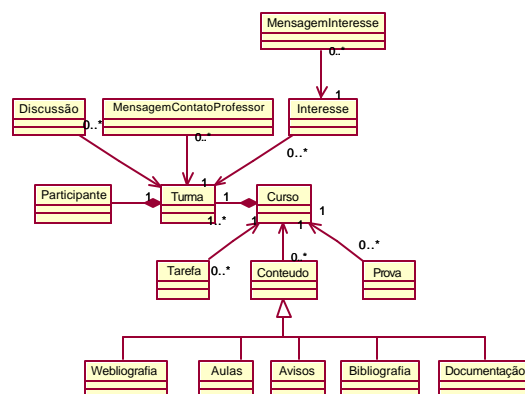 MensagemInteresse
0..*
1
Discussão
MensagemContatoProfessor
Interesse
0..*
0..*
0..*
Participante
1
Turma
1
1
Curso
1
1..*
1
1
Tarefa
0..*
Conteudo
0..*
Prova
0..*
Webliografia
Aulas
Avisos
Bibliografia
Documentação